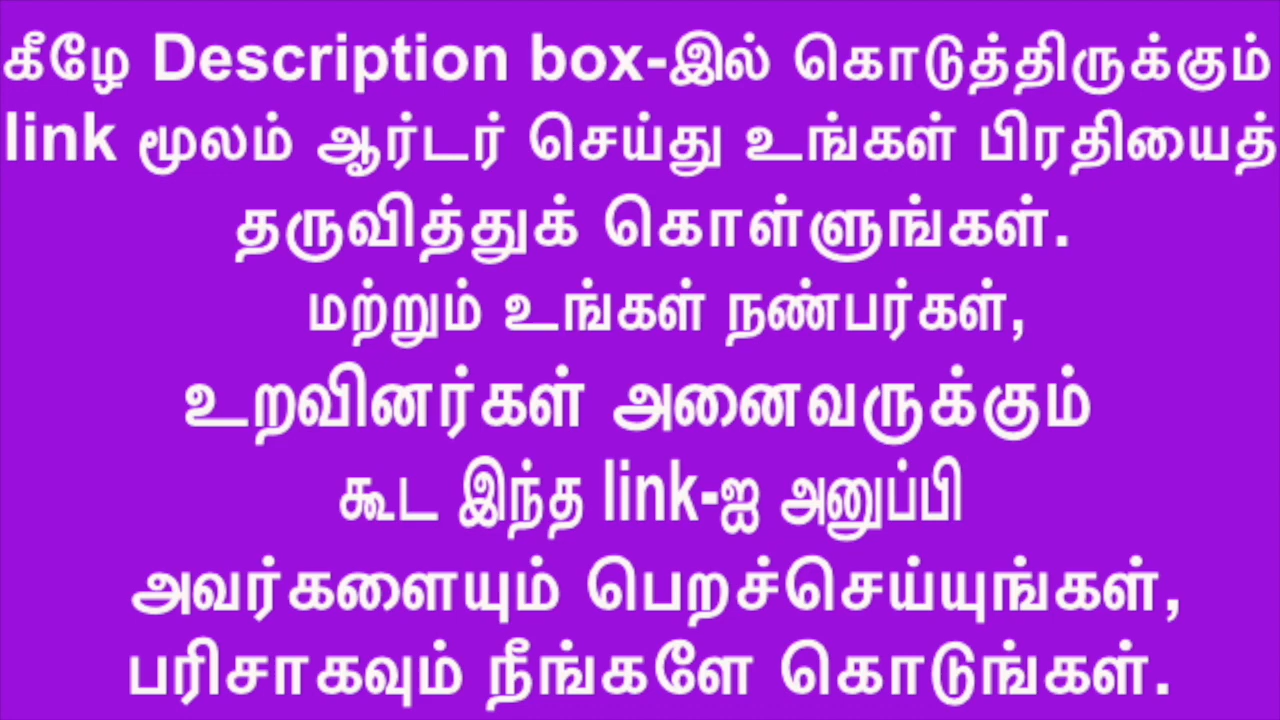 கீழே Description box-இல் கொடுத்திருக்கும்
link மூலம் ஆர்டர் செய்து உங்கள் பிரதியைத்
தருவித்துக் கொள்ளுங்கள்.
மற்றும் உங்கள் நண்பர்கள்,
உறவினர்கள் அனைவருக்கும்
கூட இந்த link-ஐ அனுப்பி
அவர்களையும் பெறச்செய்யுங்கள்,
பரிசாகவும் நீங்களே கொடுங்கள்.